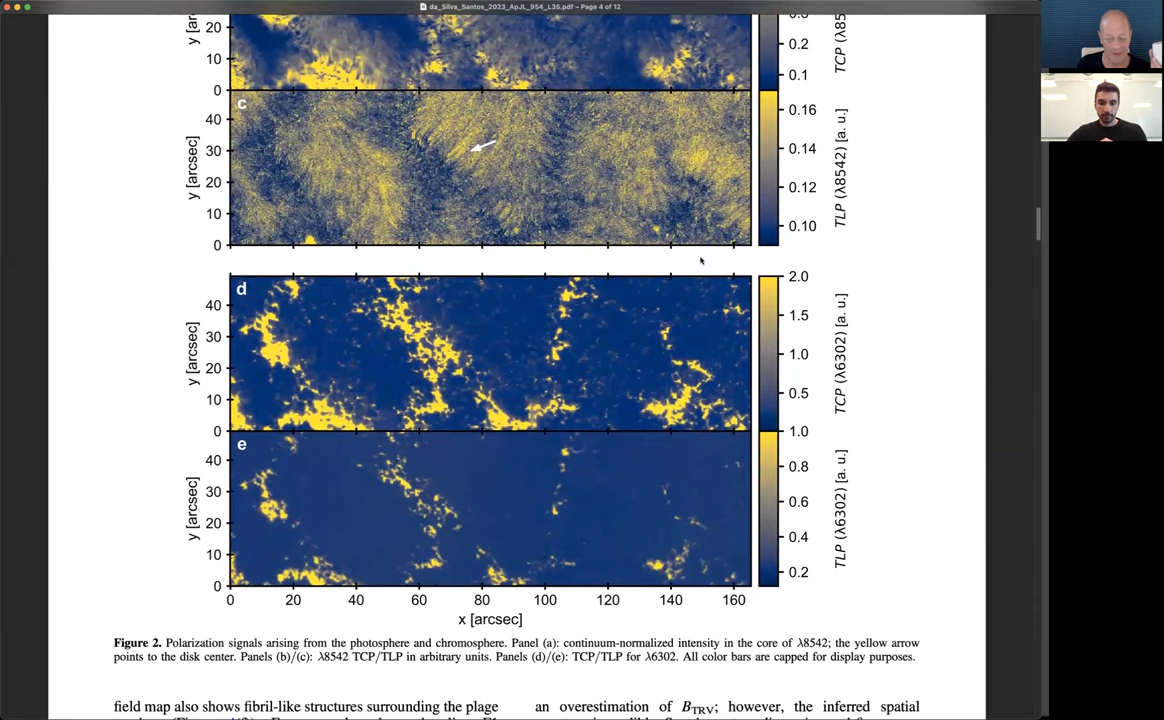 da_Silva_Santos_2023_ApJL_954_L35.pdf – Page 4 of 12
20
10
0
y [arcsec]
0.2
0.1
TCP (λ85
c
40
30
20
10
0
y [arcsec]
0.16
0.14
0.12
0.10
TLP (λ8542) [a. u.]
d
40
30
20
10
0
y [arcsec]
2.0
1.5
1.0
0.5
TCP (λ6302) [a. u.]
e
40
30
20
10
0
y [arcsec]
1.0
0.8
0.6
0.4
0.2
TLP (λ6302) [a. u.]
0 20 40 60 80 100 120 140 160
x [arcsec]
Figure 2. Polarization signals arising from the photosphere and chromosphere. Panel (a): continuum-normalized intensity in the core of λ8542; the yellow arrow
points to the disk center. Panels (b)/(c): λ8542 TCP/TLP in arbitrary units. Panels (d)/(e): TCP/TLP for λ6302. All color bars are capped for display purposes.
field map also shows fibril-like structures surrounding the plage
an overestimation of BTRV; however, the inferred spatial